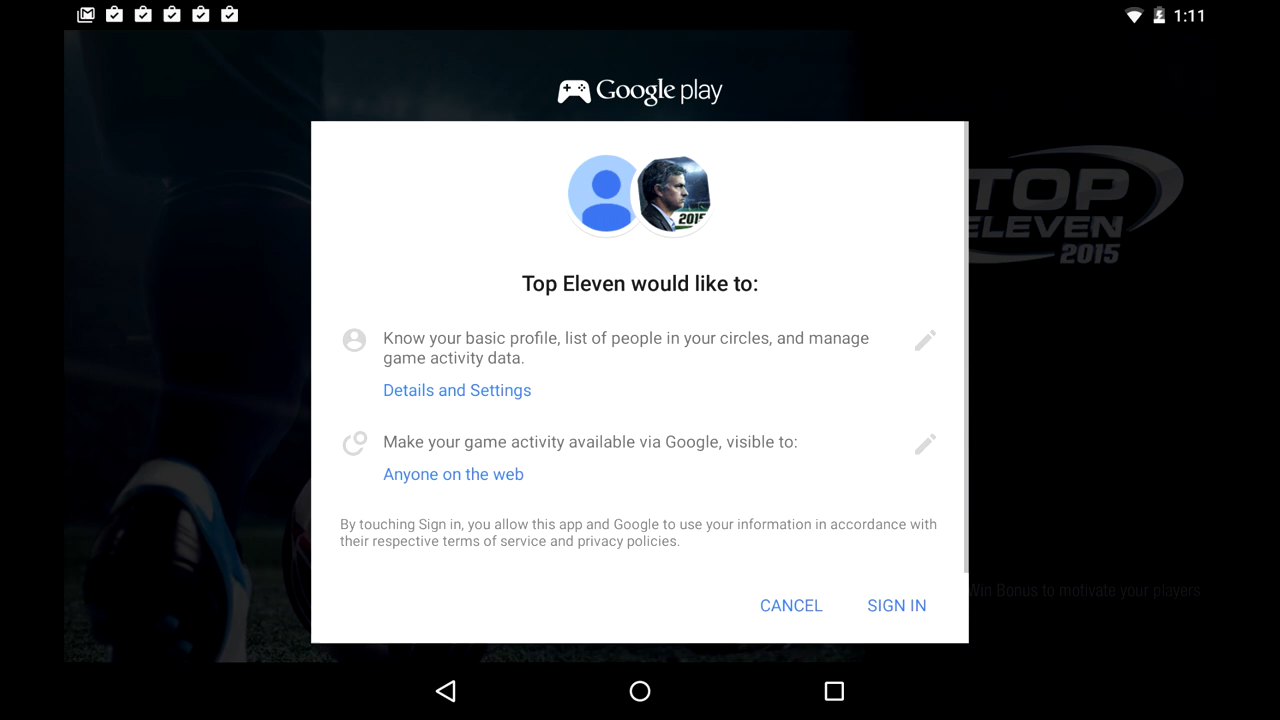 1:11
Google play
2015
TOP
ELEVEN
2015
Top Eleven would like to:
Know your basic profile, list of people in your circles, and manage
game activity data.
Details and Settings
Make your game activity available via Google, visible to:
Anyone on the web
By touching Sign in, you allow this app and Google to use your information in accordance with
their respective terms of service and privacy policies.
Win Bonus to motivate your players
CANCEL SIGN IN